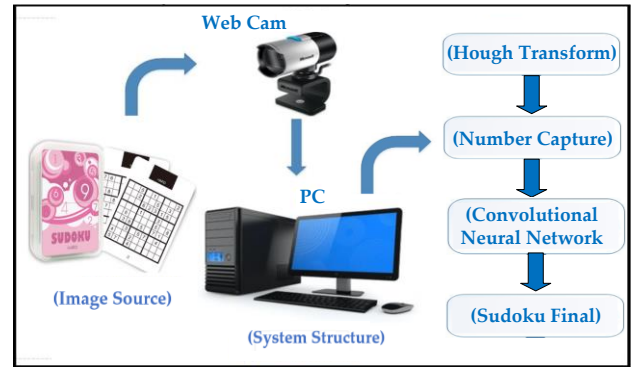 Web Cam
(Hough Transform)
(Number Capture)
PC
(Convolutional
Neural Network
SUDOKU
(Image Source)
(Sudoku Final)
(System Structure)